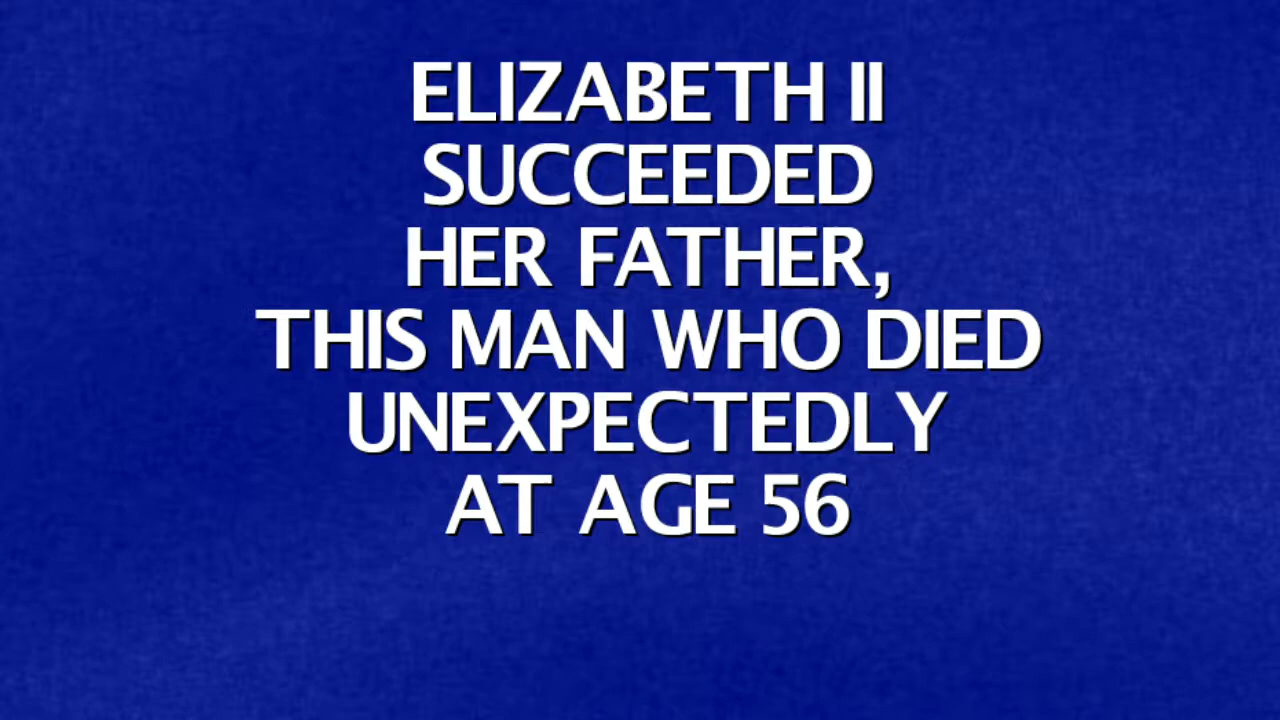 ELIZABETH II
SUCCEEDED
HER FATHER,
THIS MAN WHO DIED
UNEXPECTEDLY
AT AGE 56